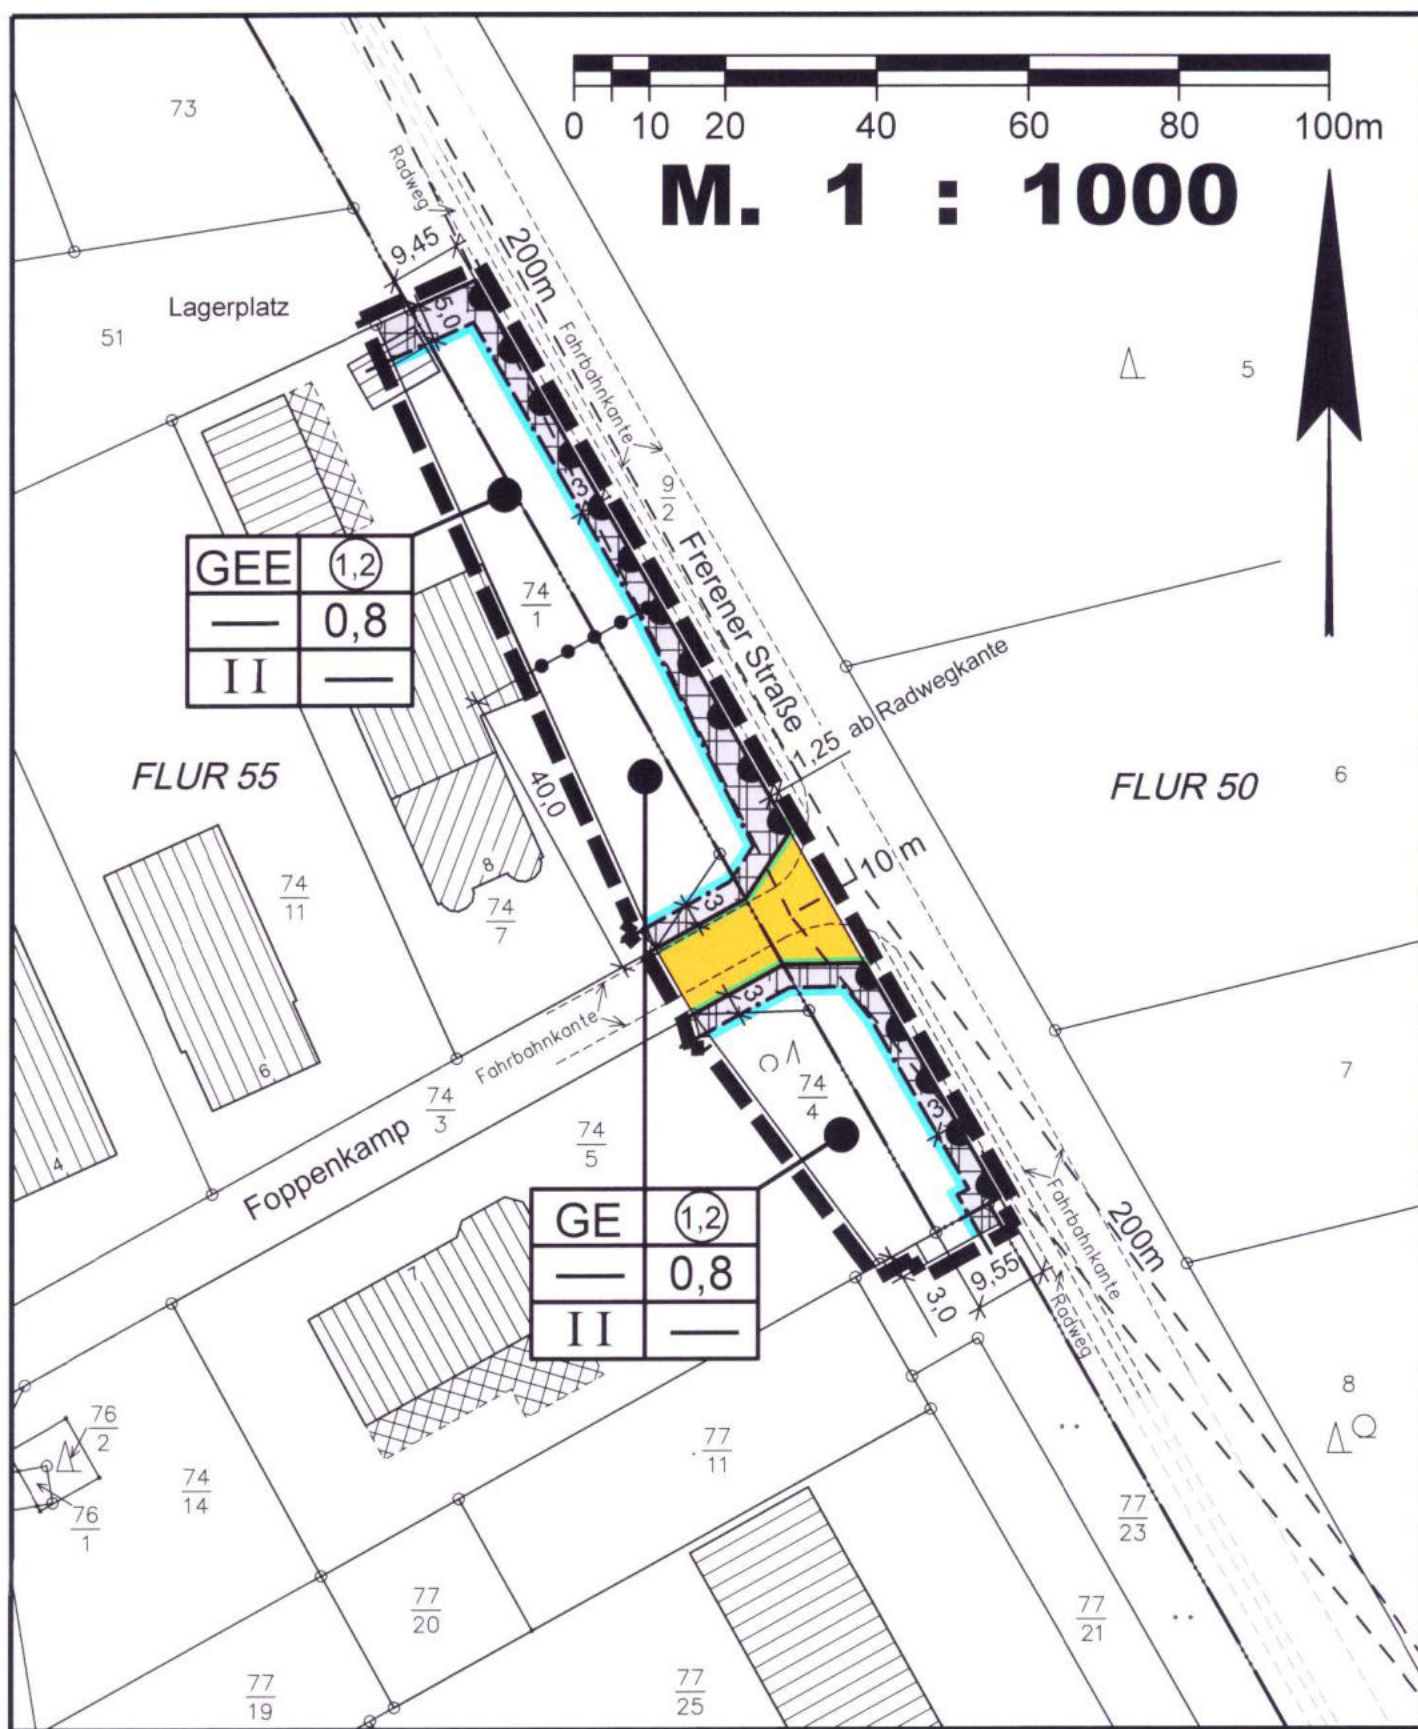 0 10 20 40 60 80 100m
M. 1 : 1000
73
Radweg
9,45
200m
Lagerplatz
51
5,0
Fahrbahnkante
5
3
9
2
GEE 1,2
— 0,8
II —
74
1
Frerener Straße
1,25 ab Radwegkante
FLUR 55
FLUR 50
6
40,0
10 m
8
74
11
74
7
3
3
Fahrbahnkante
74
3
6
7
74
4
3
74
5
4
Foppenkamp
GE 1,2
— 0,8
II —
Fahrbahnkante
200m
9,55
3,0
Radweg
7
8
76
2
76
1
74
14
77
11
77
23
77
20
77
21
77
19
77
25